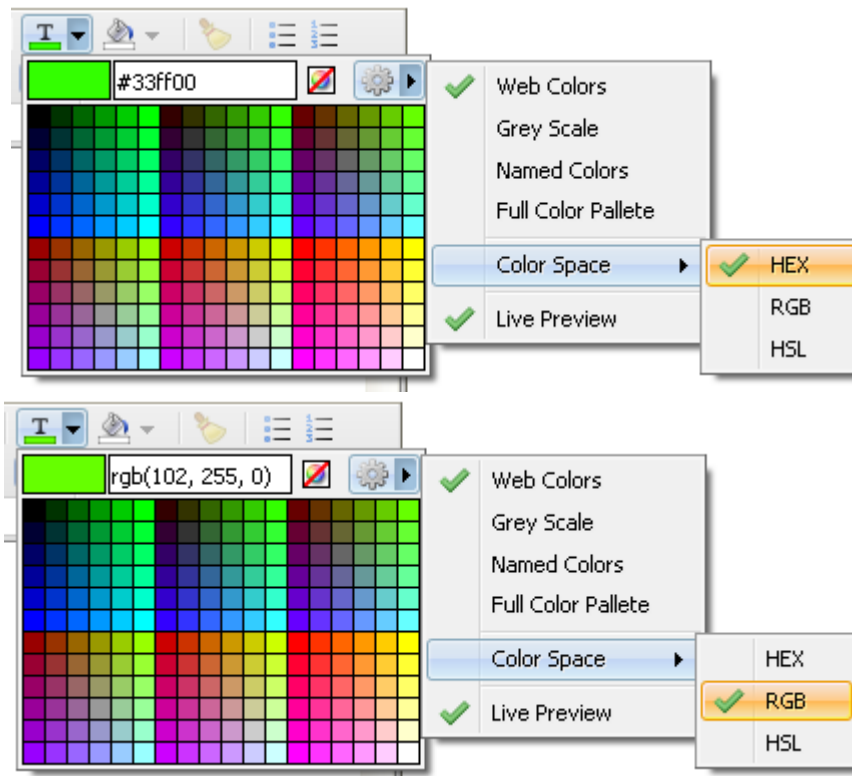 T
#33ff00
Web Colors
Grey Scale
Named Colors
Full Color Pallete
Color Space
HEX
RGB
HSL
Live Preview
T
rgb(102, 255, 0)
Web Colors
Grey Scale
Named Colors
Full Color Pallete
Color Space
HEX
RGB
HSL
Live Preview